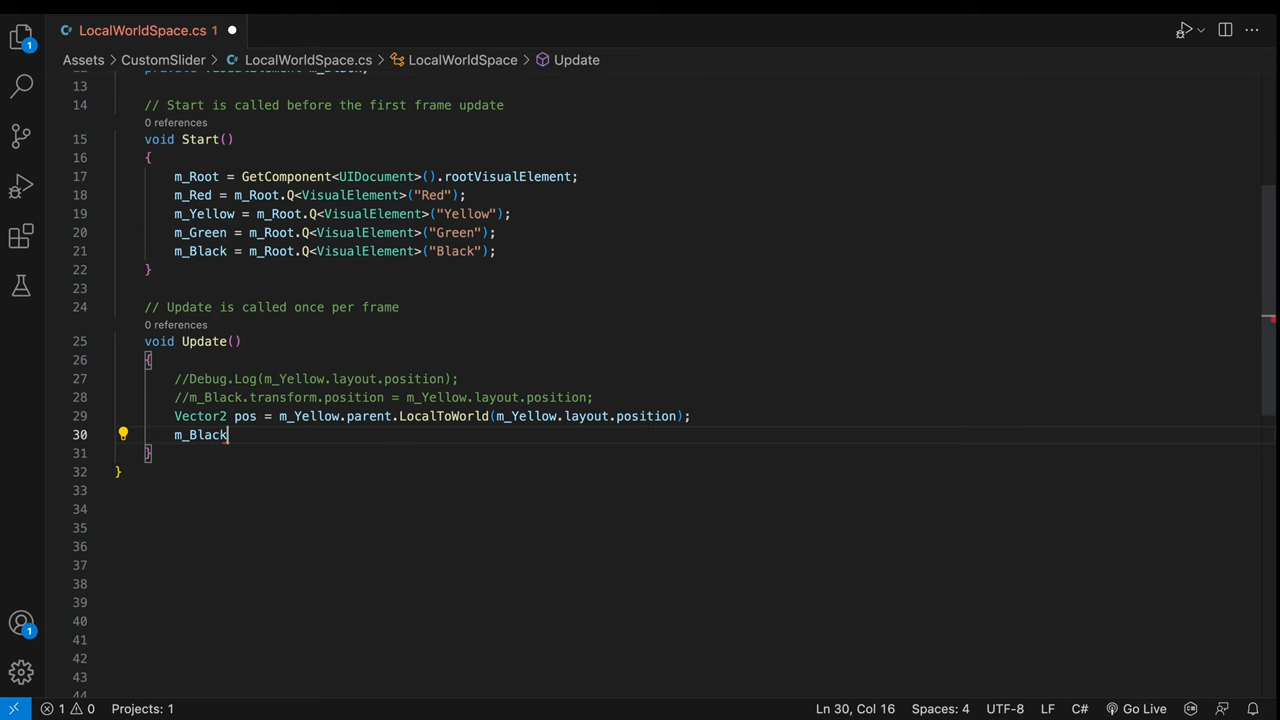 LocalWorldSpace.cs 1
Assets > CustomSlider > LocalWorldSpace.cs > LocalWorldSpace > Update
13
14 // Start is called before the first frame update
0 references
15 void Start()
16 {
17 m_Root = GetComponent<UIDocument>().rootVisualElement;
18 m_Red = m_Root.Q<VisualElement>("Red");
19 m_Yellow = m_Root.Q<VisualElement>("Yellow");
20 m_Green = m_Root.Q<VisualElement>("Green");
21 m_Black = m_Root.Q<VisualElement>("Black");
22 }
23
24 // Update is called once per frame
0 references
25 void Update()
26 {
27 //Debug.Log(m_Yellow.layout.position);
28 //m_Black.transform.position = m_Yellow.layout.position;
29 Vector2 pos = m_Yellow.parent.LocalToWorld(m_Yellow.layout.position);
30 m_Black
31 }
32 }
33
34
35
36
37
38
39
40
41
42
43
44
1
1
1 0 Projects: 1 Ln 30, Col 16 Spaces: 4 UTF-8 LF C# Go Live